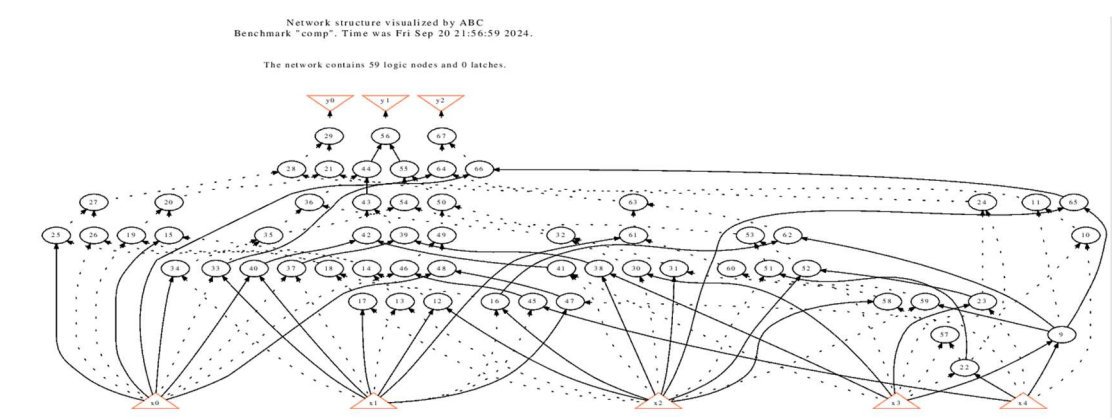 Network structure visualized by ABC
Benchmark "comp". Time was Fri Sep 20 21:56:59 2024.
The network contains 59 logic nodes and 0 latches.
y0 y1 y2
29 56 67
28 21 44 55 64 66
27 20 36 43 54 50 63 24 11 65
25 26 19 15 35 42 39 49 32 61 53 62 10
34 33 40 37 18 14 46 48 41 38 30 31 60 51 52
17 13 12 16 45 47 58 59 23
57 9
22
x0 x1 x2 x3 x4